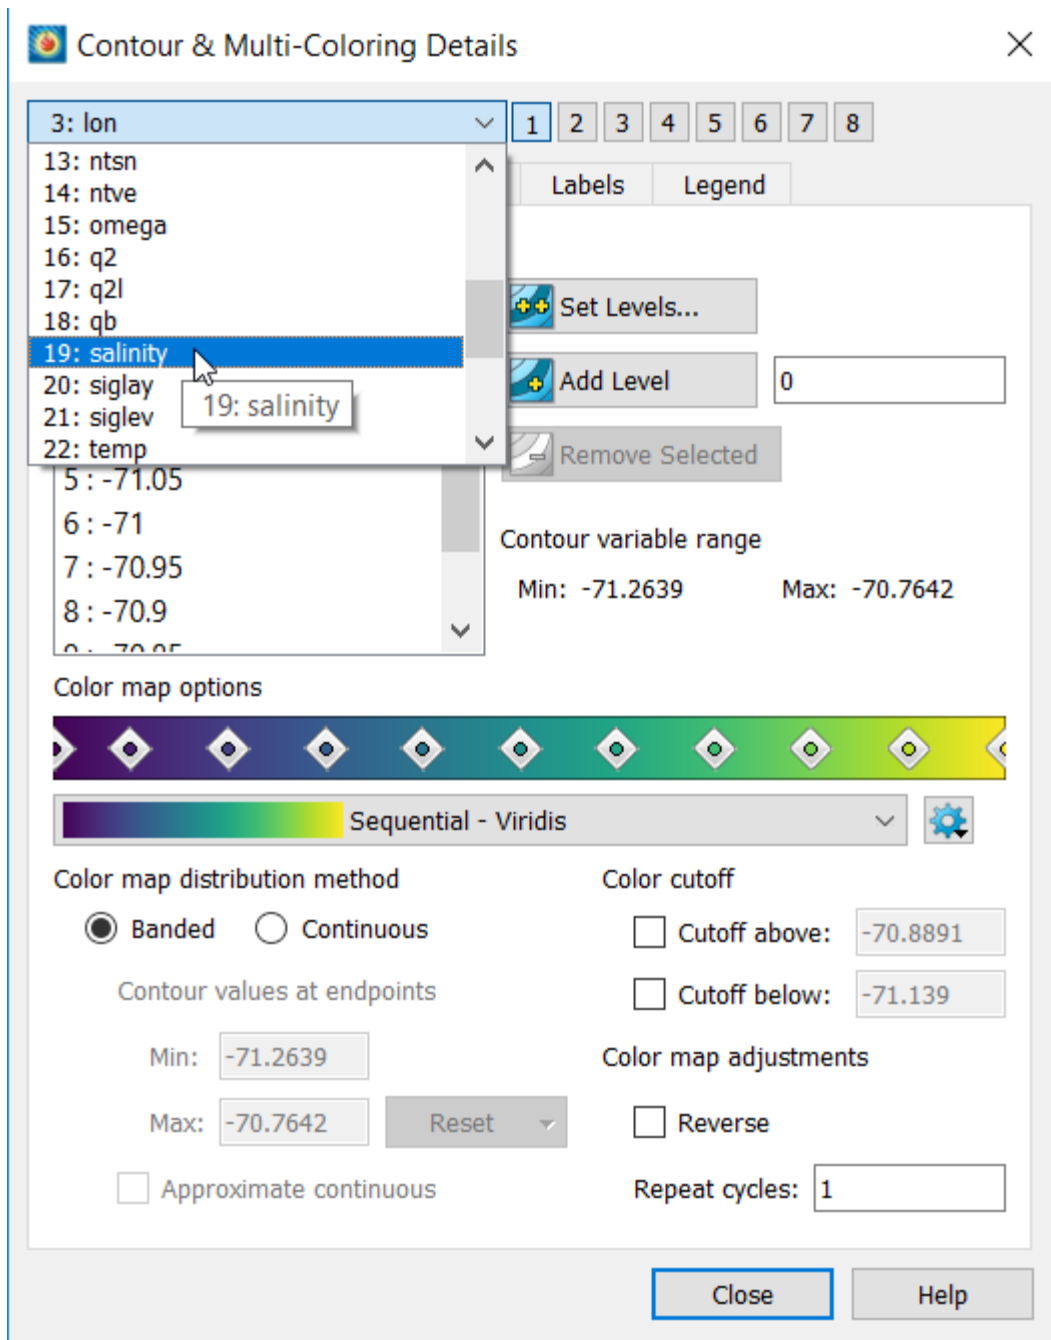 Contour & Multi-Coloring Details
3: lon
1 2 3 4 5 6 7 8
13: ntsn
14: ntve
15: omega
16: q2
17: q2l
18: qb
19: salinity
20: siglay
21: siglev
22: temp
19: salinity
Labels Legend
Set Levels...
Add Level 0
Remove Selected
5 : -71.05
6 : -71
7 : -70.95
8 : -70.9
9 : -70.85
Contour variable range
Min: -71.2639 Max: -70.7642
Color map options
Sequential - Viridis
Color map distribution method
Banded Continuous
Contour values at endpoints
Min: -71.2639
Max: -70.7642 Reset
Approximate continuous
Color cutoff
Cutoff above: -70.8891
Cutoff below: -71.139
Color map adjustments
Reverse
Repeat cycles: 1
Close Help